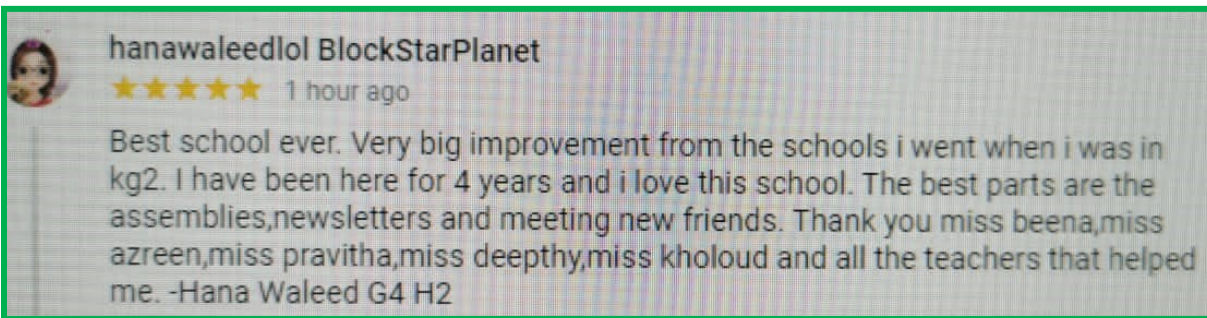 hanawaleedlol BlockStarPlanet
1 hour ago
Best school ever. Very big improvement from the schools i went when i was in
kg2. I have been here for 4 years and i love this school. The best parts are the
assemblies,newsletters and meeting new friends. Thank you miss beena,miss
azreen,miss pravitha,miss deepthy,miss kholoud and all the teachers that helped
me. -Hana Waleed G4 H2